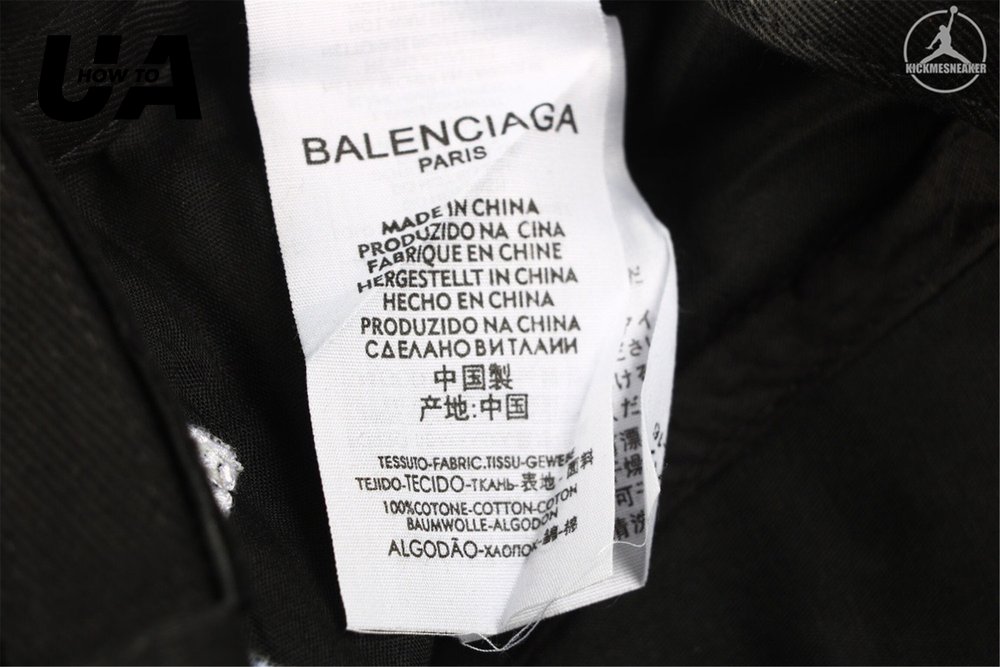 UA
HOW TO
KICKMESNEAKER
BALENCIAGA
PARIS
MADE IN CHINA
PRODUZIDO NA CINA
FABRIQUE EN CHINE
HERGESTELLT IN CHINA
HECHO EN CHINA
PRODUZIDO NA CHINA
СДЕЛАНО В ИТЛАИИ
中国製
产地:中国
TESSUTO-FABRIC.TISSU-GEWEBE
TEJIDO-TECIDO-ТКАНЬ-表地-面料
100%COTONE-COTTON-COTON
BAUMWOLLE-ALGODON
ALGODÃO-ХЛОПОК-綿-棉